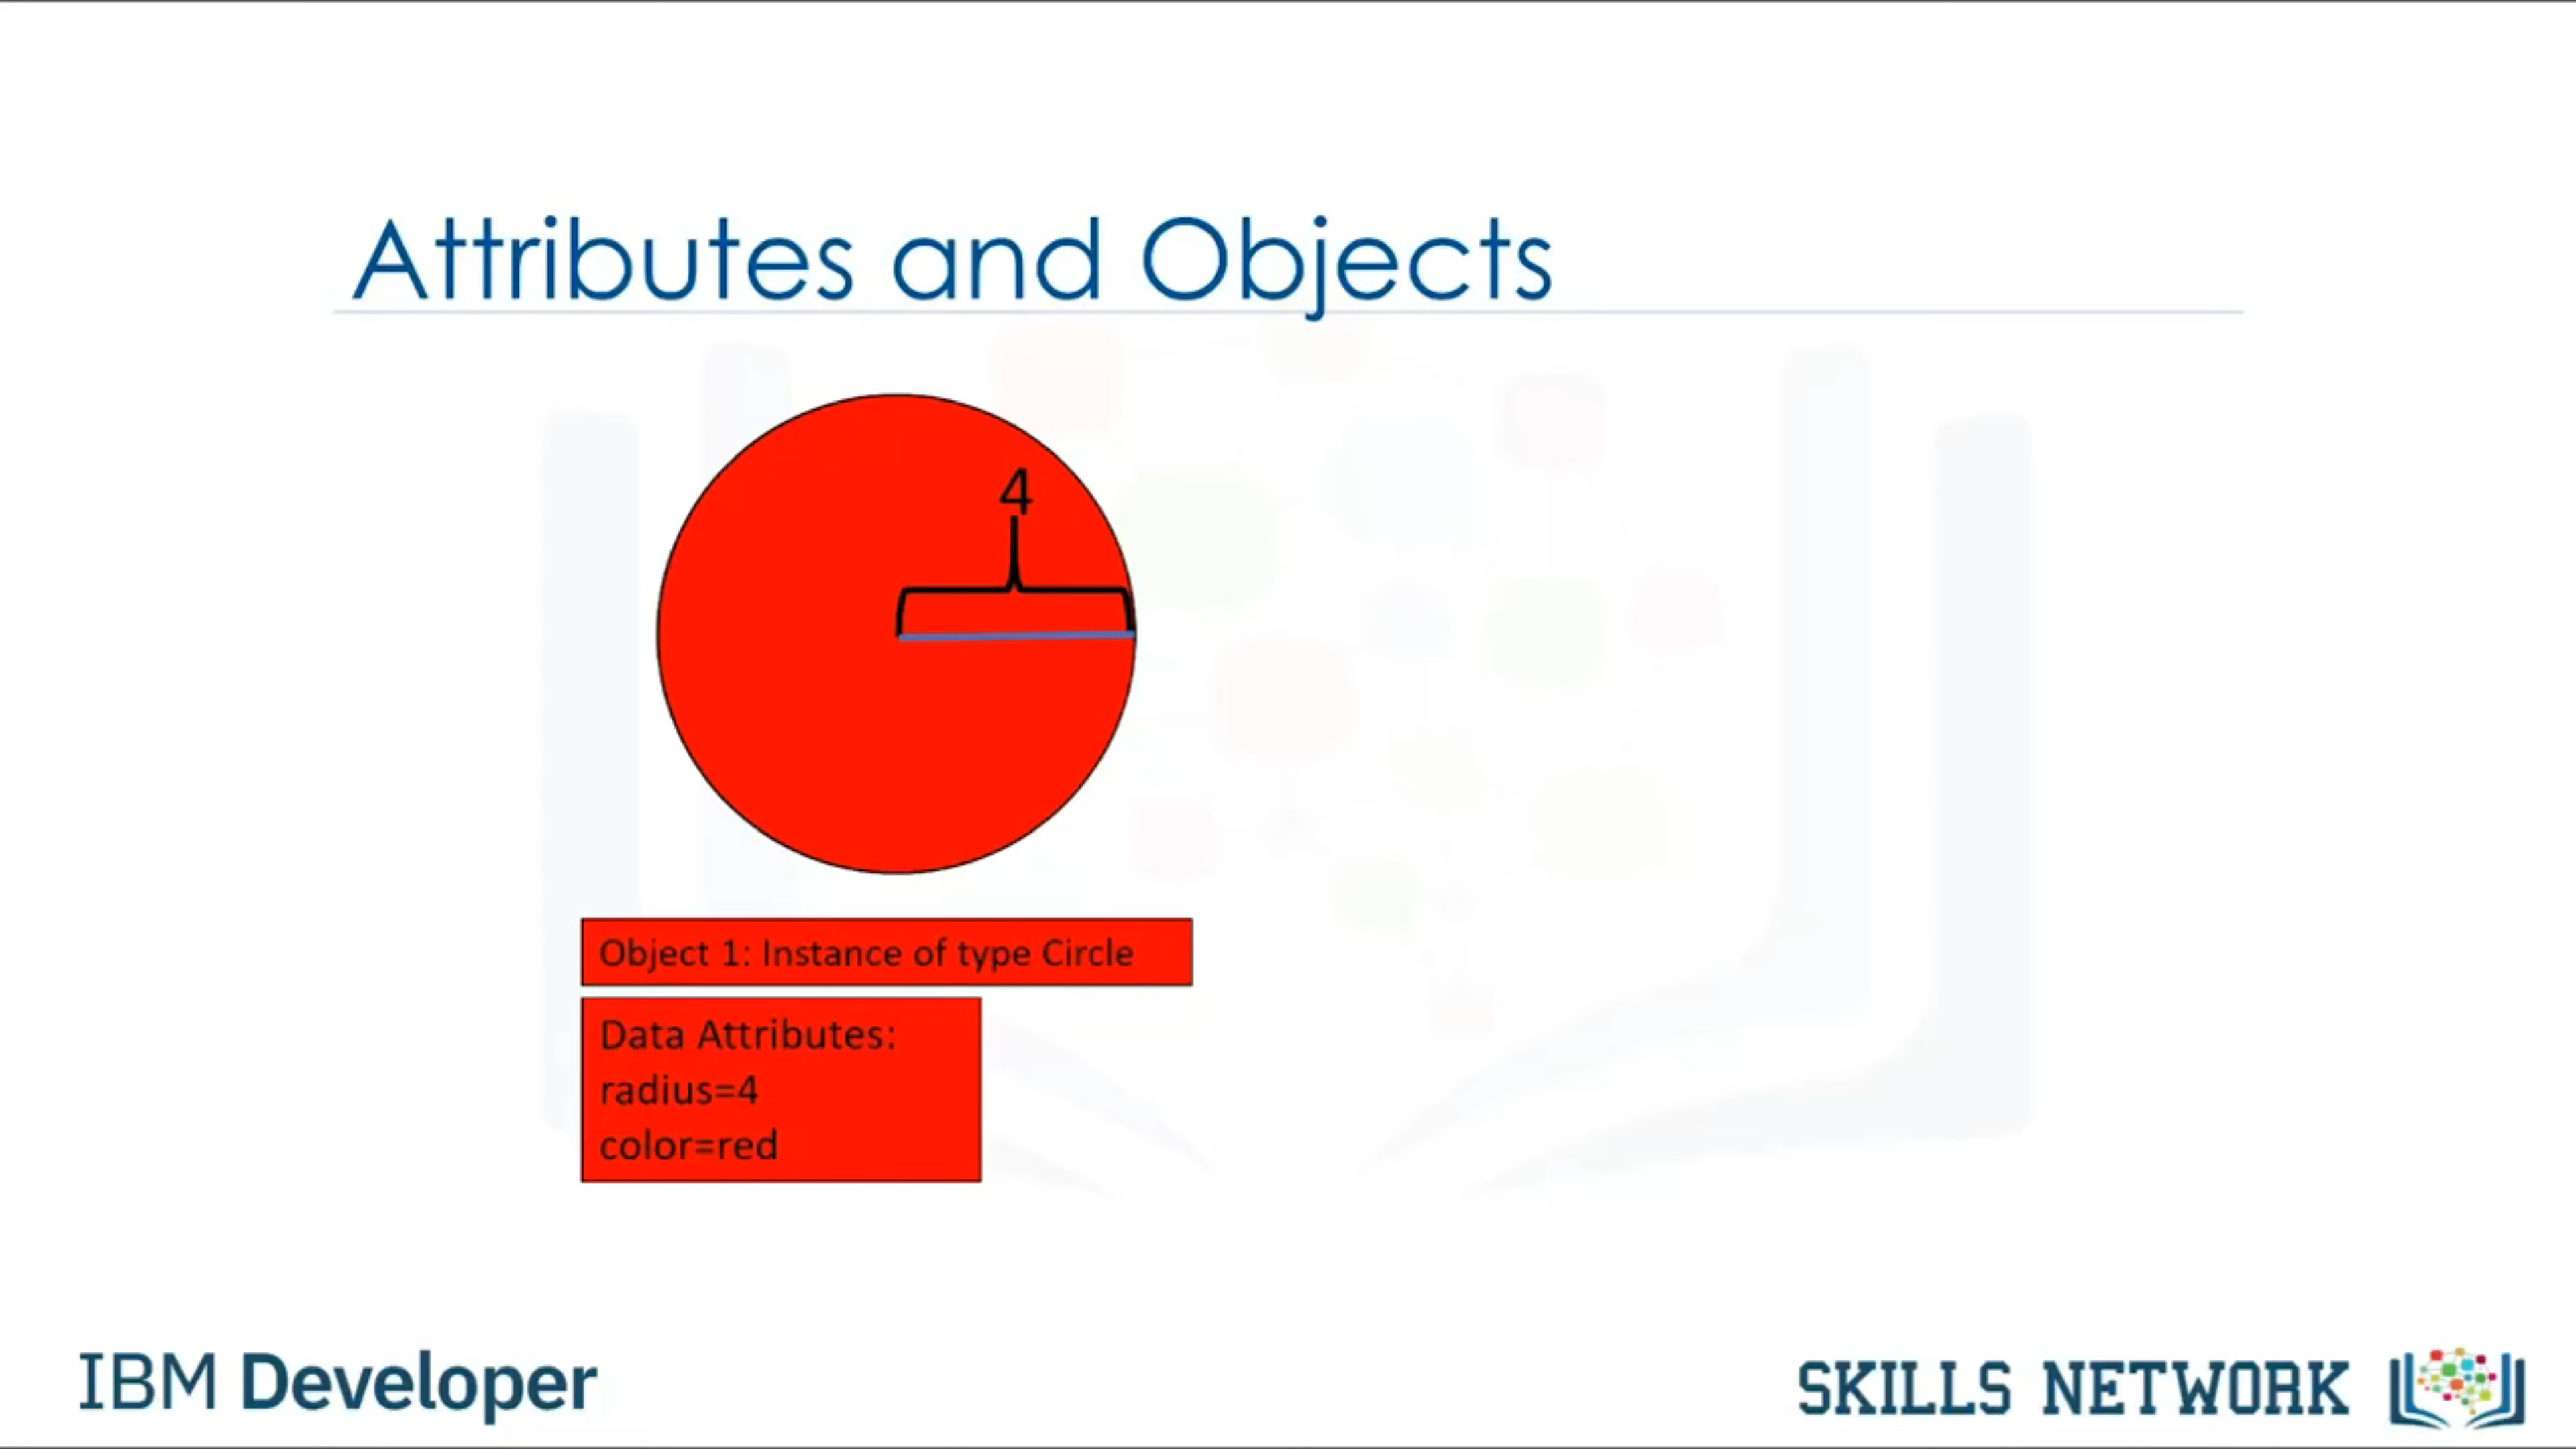 Attributes and Objects
4
Object 1: Instance of type Circle
Data Attributes:
radius=4
color=red
IBM Developer
SKILLS NETWORK